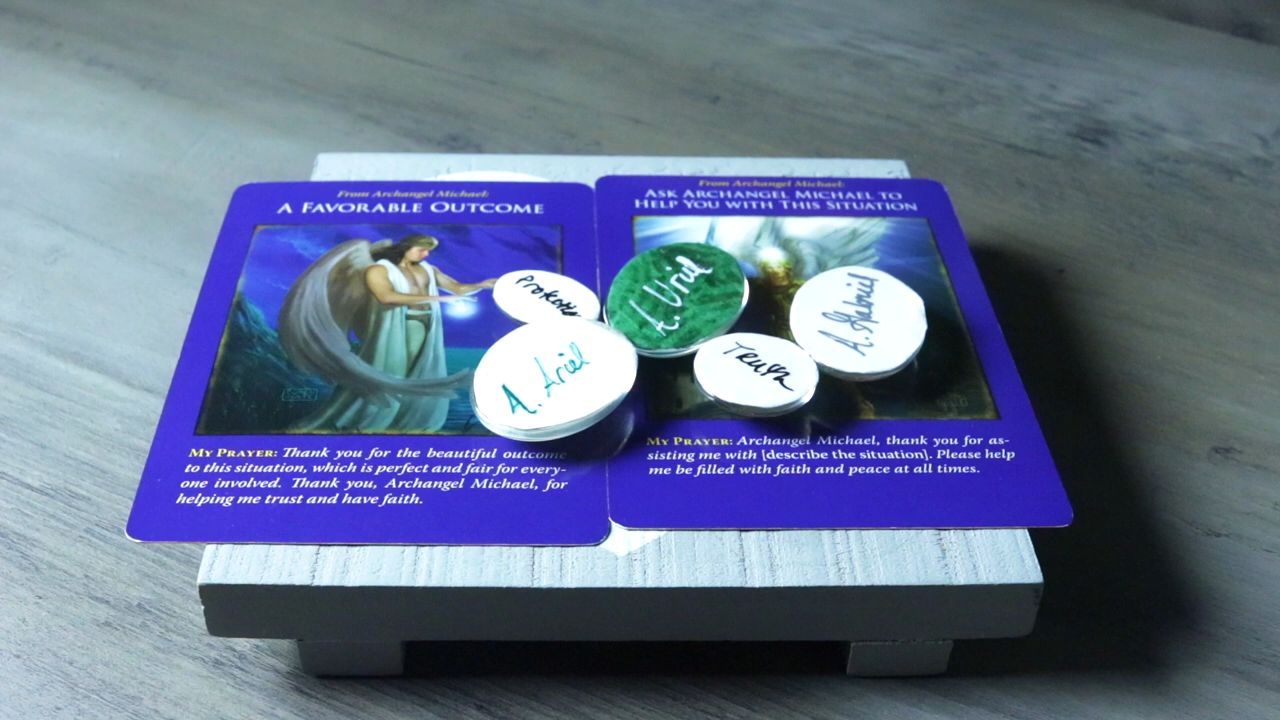 From Archangel Michael:
A FAVORABLE OUTCOME
MY PRAYER: Thank you for the beautiful outcome
to this situation, which is perfect and fair for every-
one involved. Thank you, Archangel Michael, for
helping me trust and have faith.
From Archangel Michael:
ASK ARCHANGEL MICHAEL TO
HELP YOU WITH THIS SITUATION
MY PRAYER: Archangel Michael, thank you for as-
sisting me with [describe the situation]. Please help
me be filled with faith and peace at all times.
A. Ariel
A. Uriel
Truth
A. Gabriel